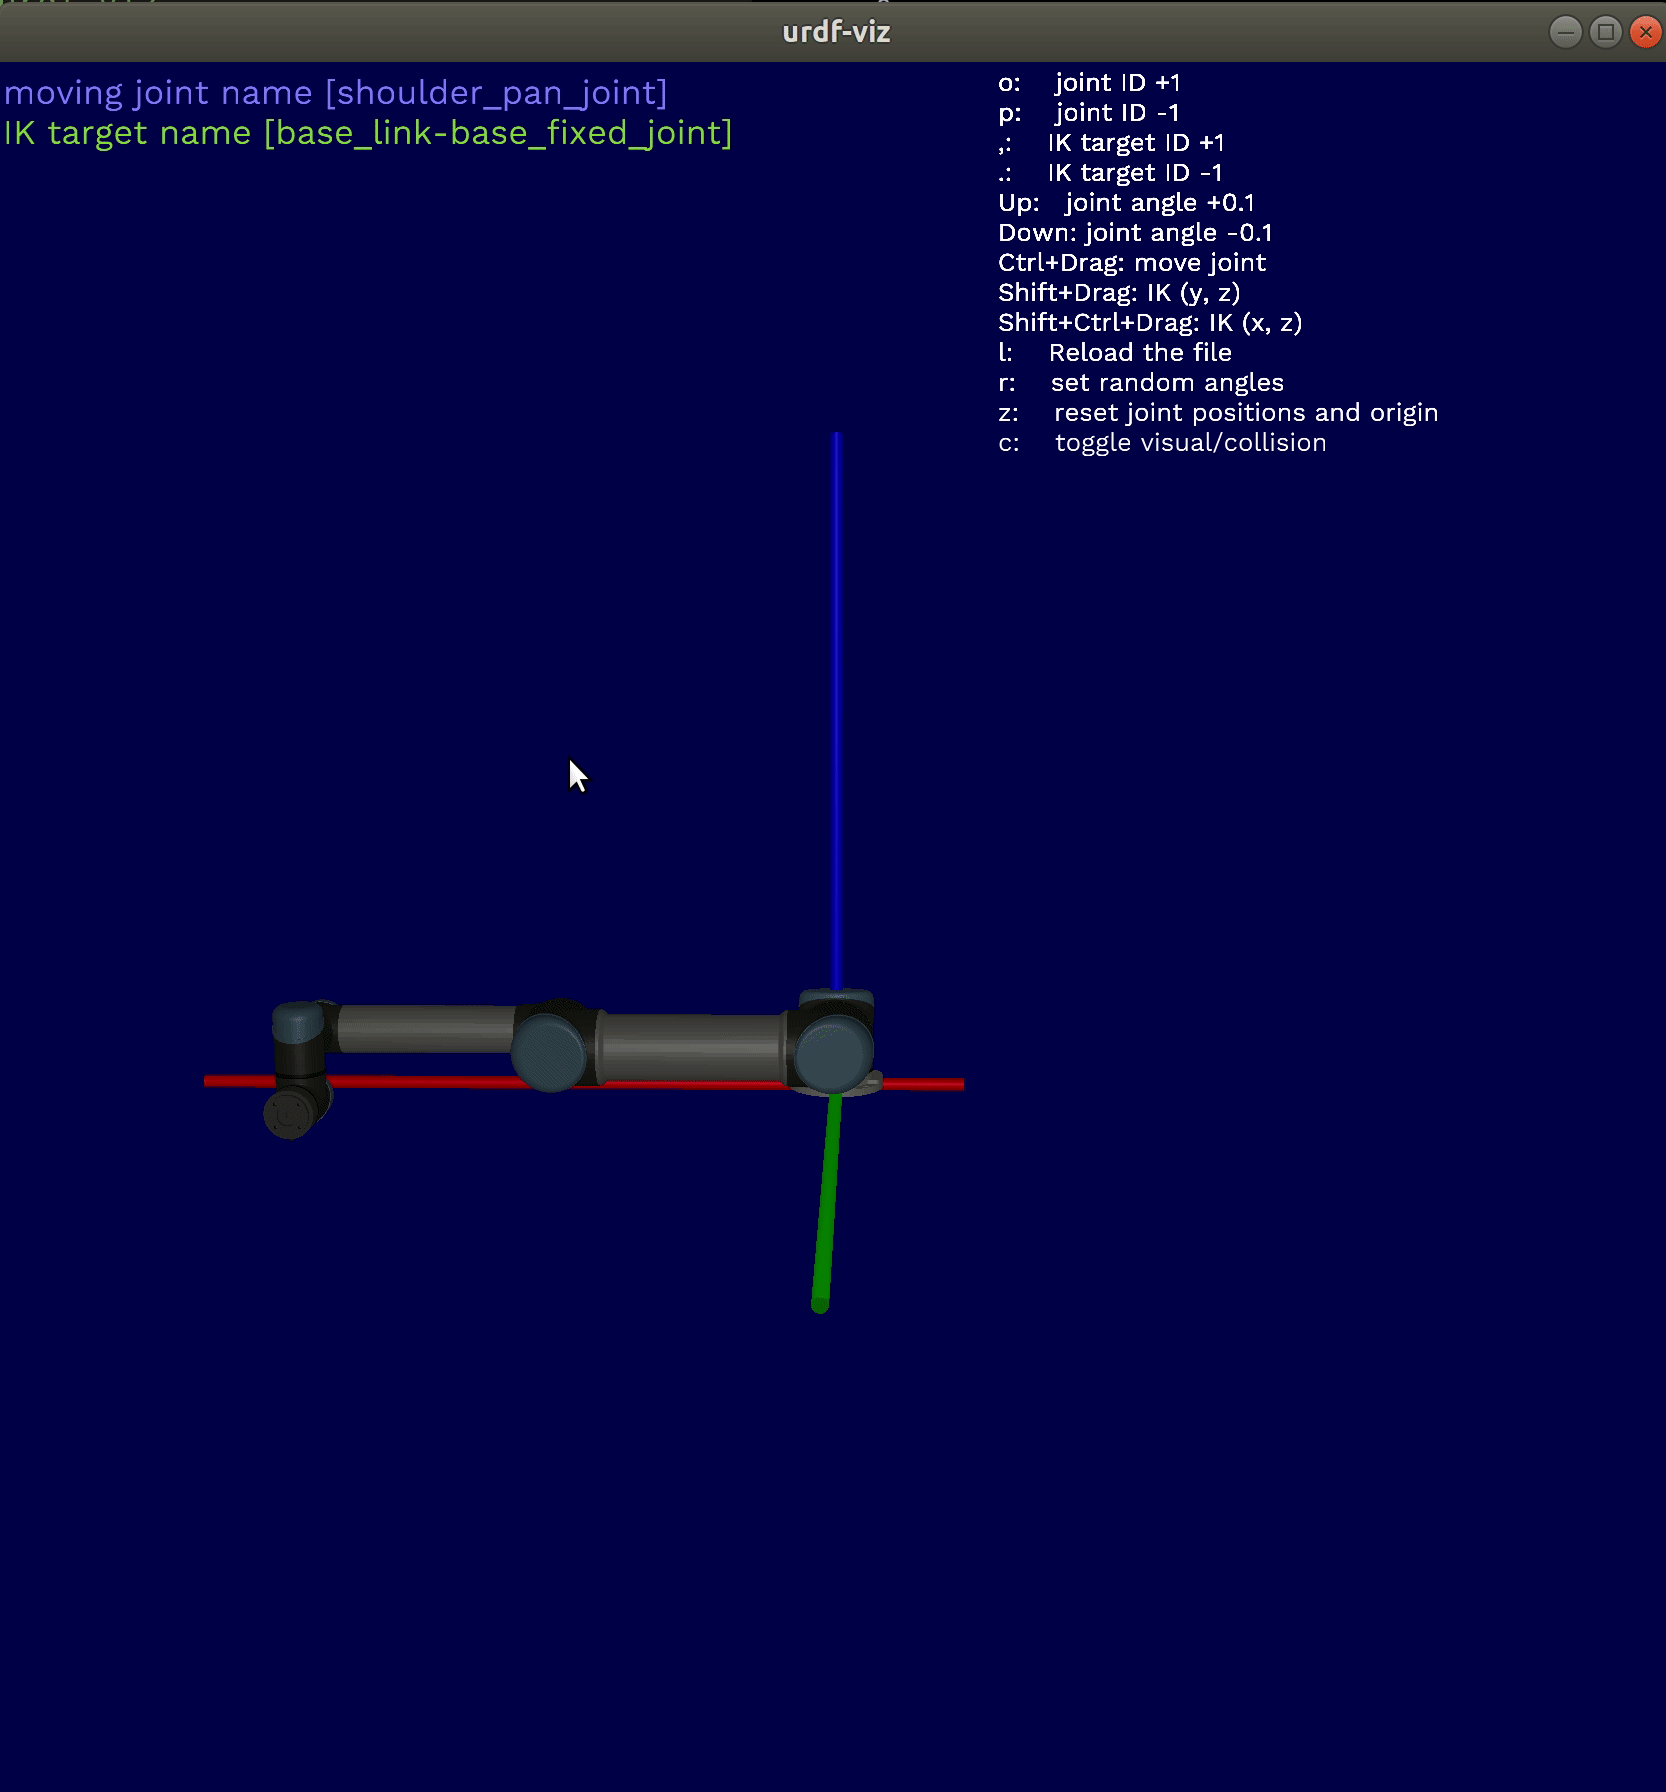 urdf-viz
moving joint name [shoulder_pan_joint]
IK target name [base_link-base_fixed_joint]
o: joint ID +1
p: joint ID -1
,: IK target ID +1
.: IK target ID -1
Up: joint angle +0.1
Down: joint angle -0.1
Ctrl+Drag: move joint
Shift+Drag: IK (y, z)
Shift+Ctrl+Drag: IK (x, z)
l: Reload the file
r: set random angles
z: reset joint positions and origin
c: toggle visual/collision